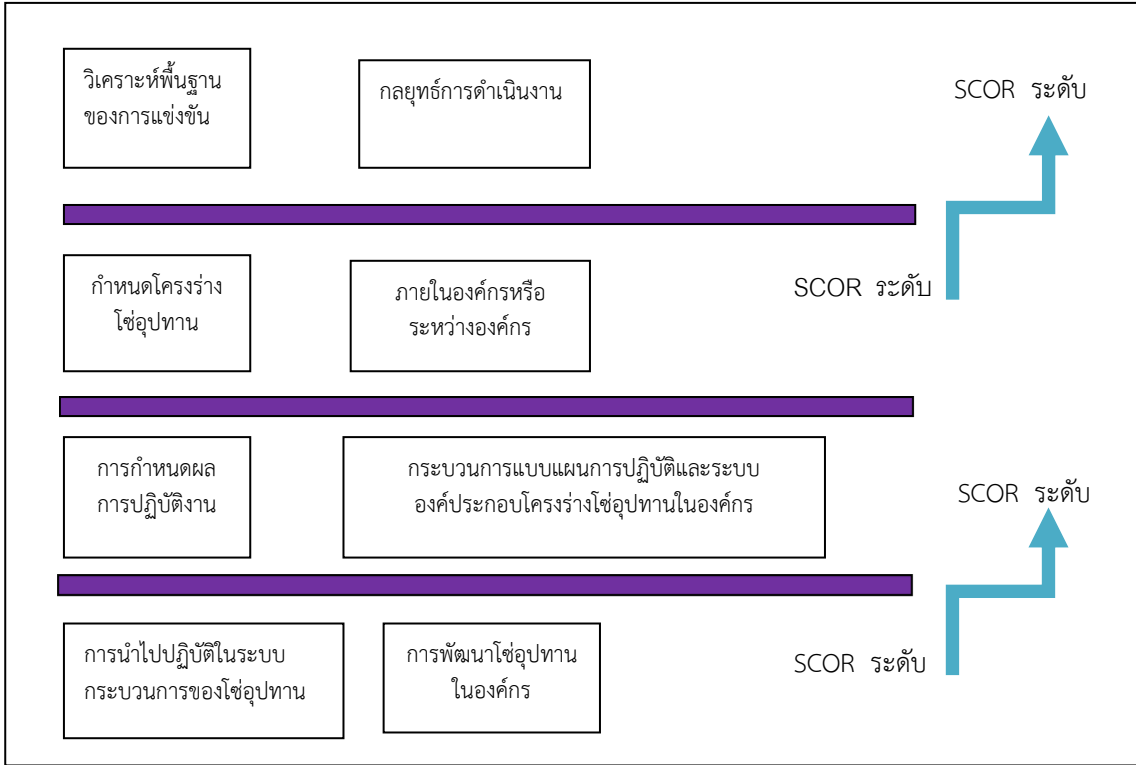 วิเคราะห์พื้นฐาน
ของการแข่งขัน
กลยุทธ์การดำเนินงาน
SCOR ระดับ
กำหนดโครงร่าง
โซ่อุปทาน
ภายในองค์กรหรือ
ระหว่างองค์กร
SCOR ระดับ
การกำหนดผล
การปฏิบัติงาน
กระบวนการแบบแผนการปฏิบัติและระบบ
องค์ประกอบโครงร่างโซ่อุปทานในองค์กร
SCOR ระดับ
การนำไปปฏิบัติในระบบ
กระบวนการของโซ่อุปทาน
การพัฒนาโซ่อุปทาน
ในองค์กร
SCOR ระดับ